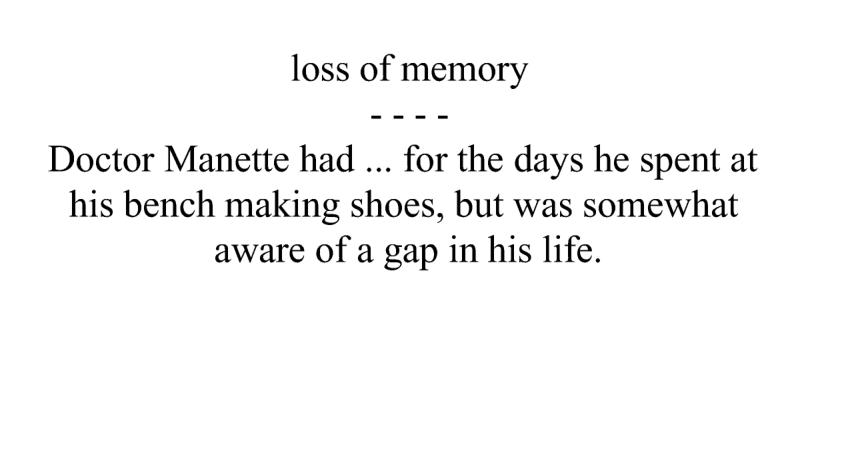 loss of memory
- - - -
Doctor Manette had ... for the days he spent at
his bench making shoes, but was somewhat
aware of a gap in his life.